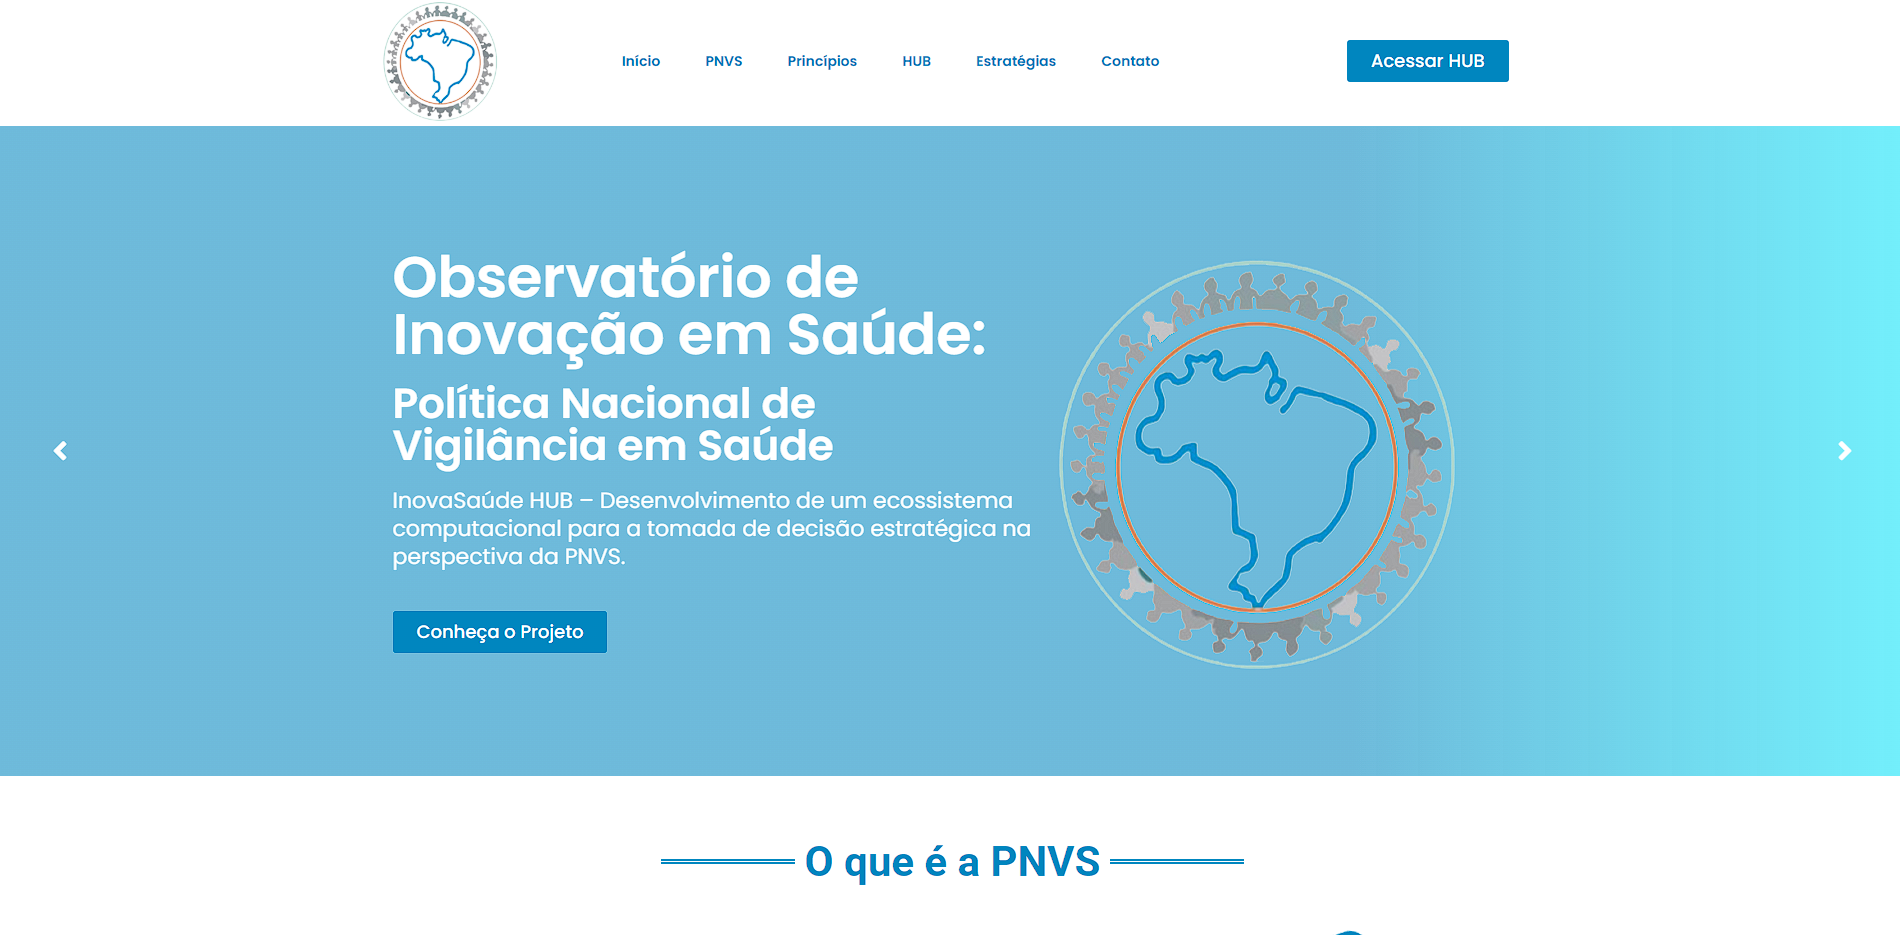 Início
PNVS
Princípios
HUB
Estratégias
Contato
Acessar HUB
Observatório de
Inovação em Saúde:
Política Nacional de
Vigilância em Saúde
InovaSaúde HUB – Desenvolvimento de um ecossistema
computacional para a tomada de decisão estratégica na
perspectiva da PNVS.
Conheça o Projeto
O que é a PNVS